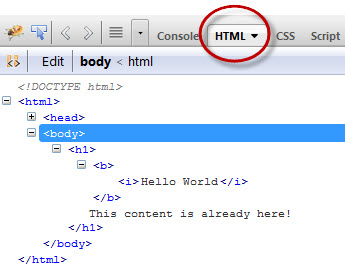 Console HTML CSS Script
Edit body < html
<!DOCTYPE html>
<html>
<head>
<body>
<h1>
<b>
<i>Hello World</i>
</b>
This content is already here!
</h1>
</body>
</html>